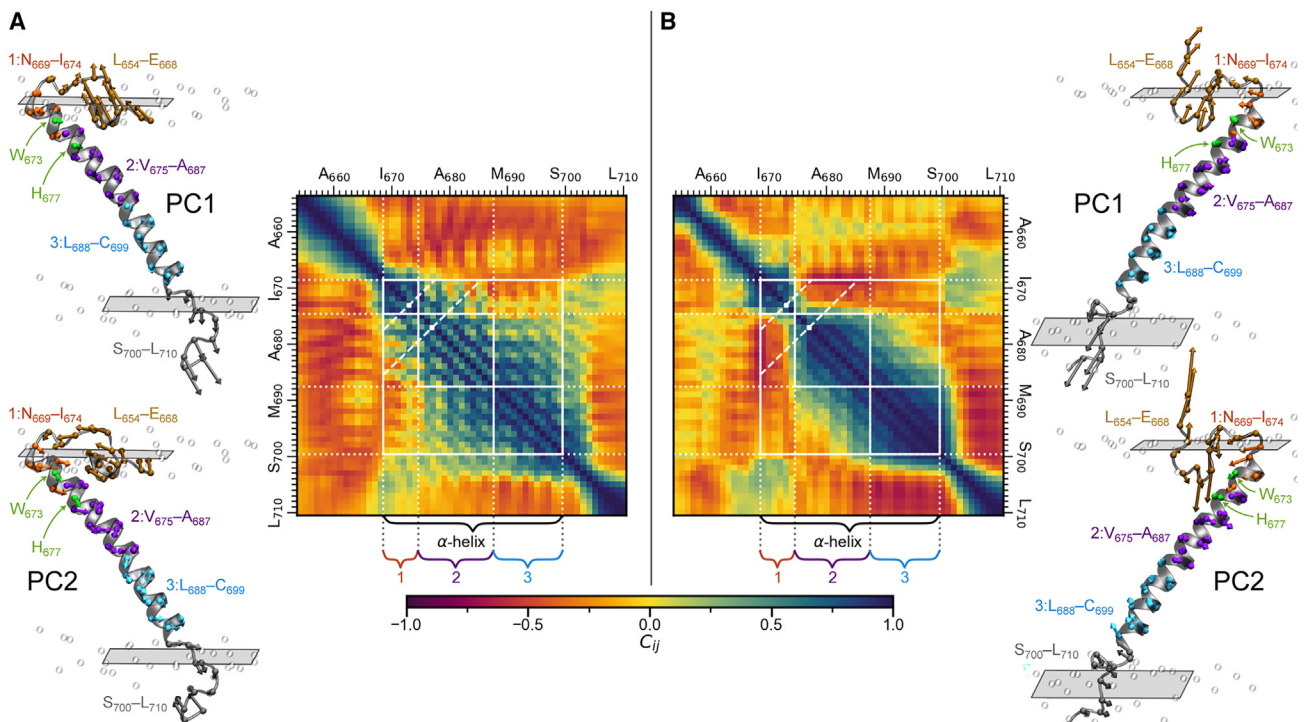 A
1:N669–I674
L654–E668
W673
H677
2:V675–A687
PC1
3:L688–C699
S700–L710
1:N669–I674
L654–E668
W673
H677
2:V675–A687
3:L688–C699
PC2
S700–L710
A660 I670 A680 M690 S700 L710
A660
I670
A680
M690
S700
L710
α-helix
1 2 3
−1.0 −0.5 0.0 0.5 1.0
Cij
B
A660 I670 A680 M690 S700 L710
A660
I670
A680
M690
S700
L710
α-helix
1 2 3
L654–E668
1:N669–I674
W673
H677
PC1
2:V675–A687
3:L688–C699
S700–L710
L654–E668
1:N669–I674
W673
H677
2:V675–A687
PC2
3:L688–C699
S700–L710